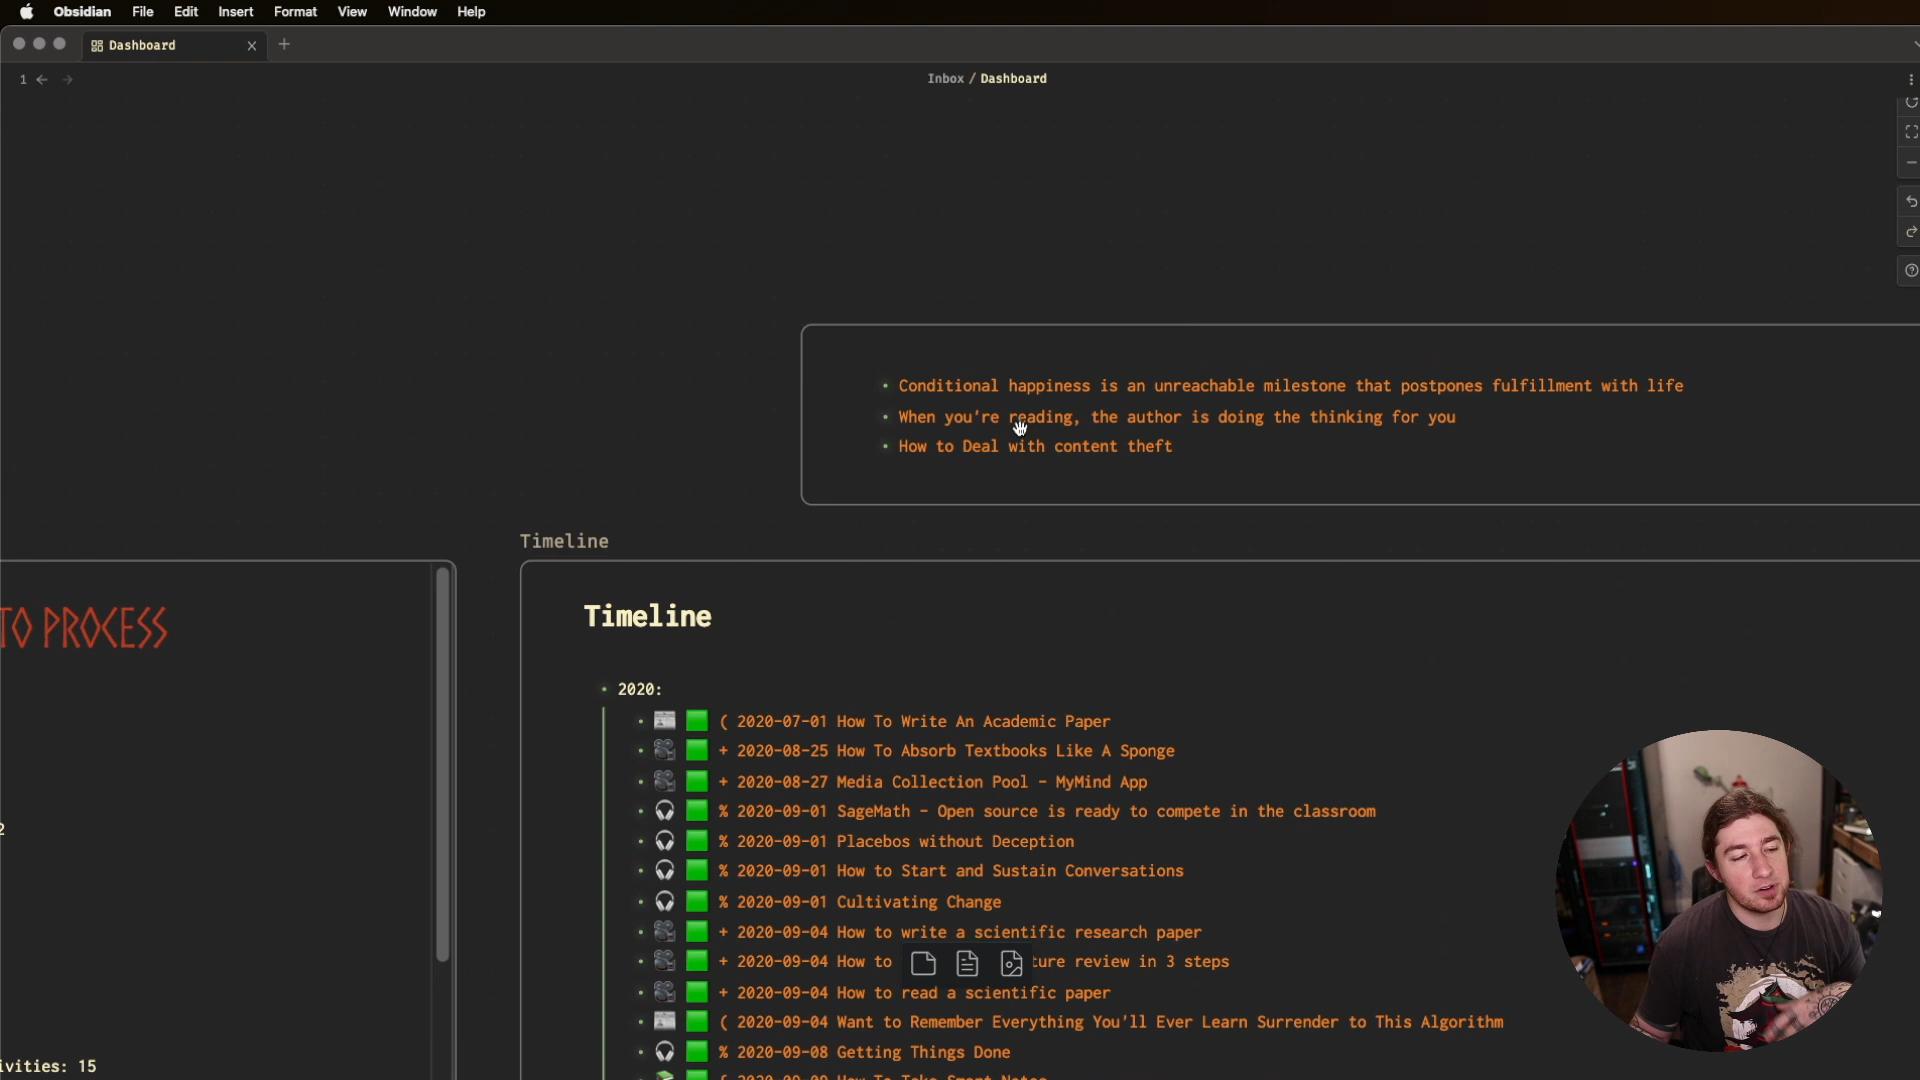 Obsidian File Edit Insert Format View Window Help
Dashboard
1
Inbox / Dashboard
Conditional happiness is an unreachable milestone that postpones fulfillment with life
When you're reading, the author is doing the thinking for you
How to Deal with content theft
Timeline
TO PROCESS
Timeline
2020:
( 2020-07-01 How To Write An Academic Paper
+ 2020-08-25 How To Absorb Textbooks Like A Sponge
+ 2020-08-27 Media Collection Pool - MyMind App
% 2020-09-01 SageMath - Open source is ready to compete in the classroom
2
% 2020-09-01 Placebos without Deception
% 2020-09-01 How to Start and Sustain Conversations
% 2020-09-01 Cultivating Change
+ 2020-09-04 How to write a scientific research paper
+ 2020-09-04 How to ture review in 3 steps
+ 2020-09-04 How to read a scientific paper
( 2020-09-04 Want to Remember Everything You'll Ever Learn Surrender to This Algorithm
% 2020-09-08 Getting Things Done
ivities: 15